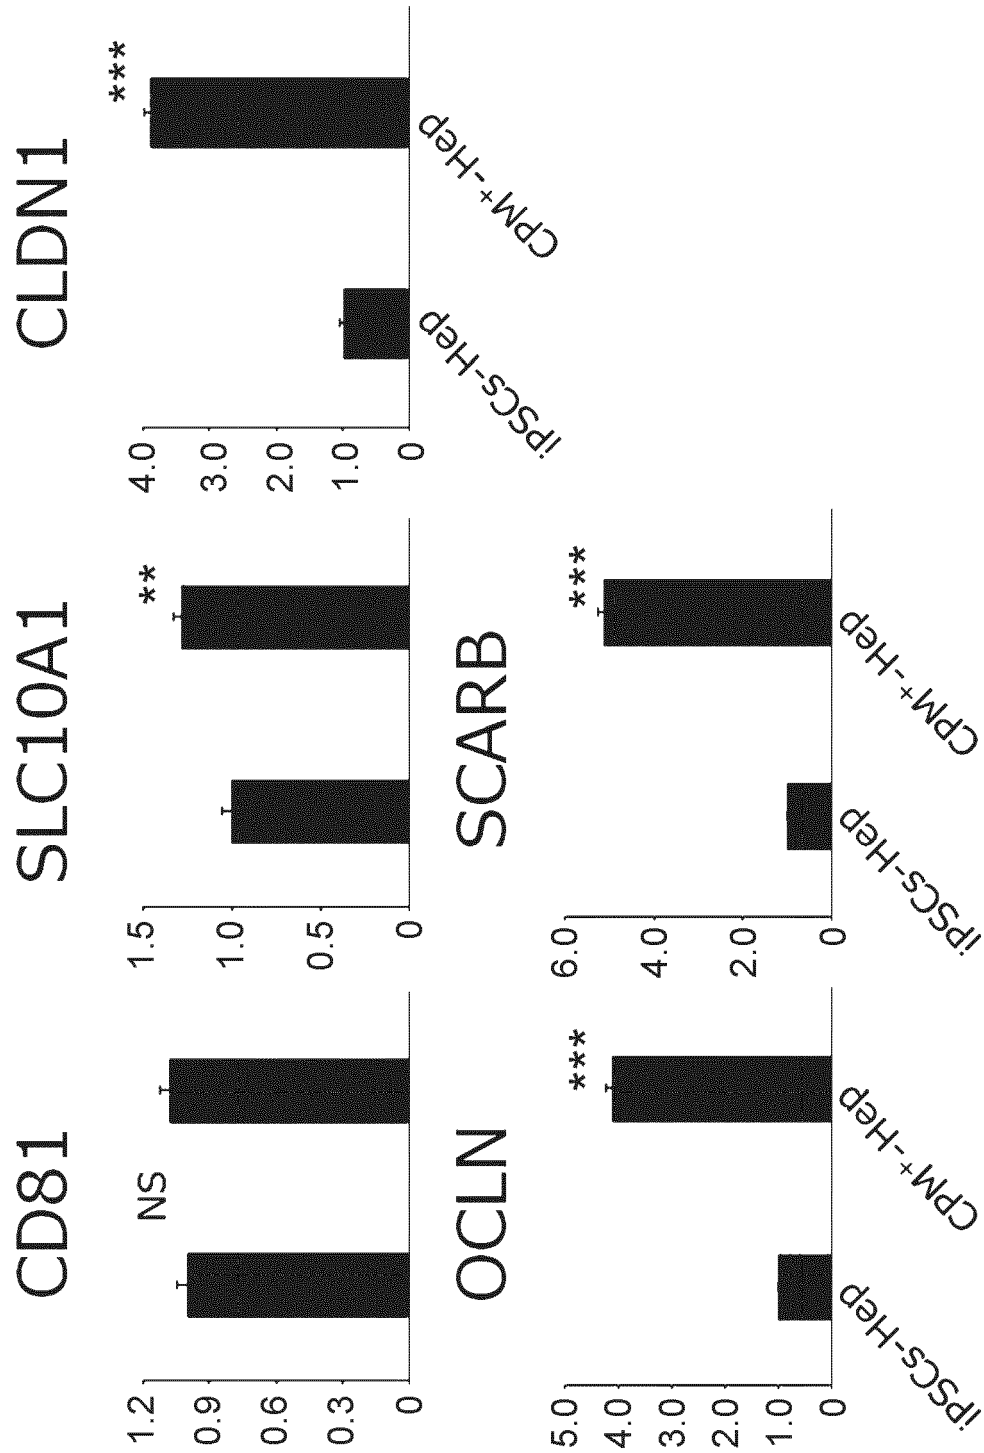 CD81
1.2
0.9
0.6
0.3
0
NS
SLC10A1
1.5
1.0
0.5
0
**
CLDN1
4.0
3.0
2.0
1.0
0
***
iPSCs-Hep
CPM⁺-Hep
OCLN
5.0
4.0
3.0
2.0
1.0
0
***
iPSCs-Hep
CPM⁺-Hep
SCARB
6.0
4.0
2.0
0
***
iPSCs-Hep
CPM⁺-Hep